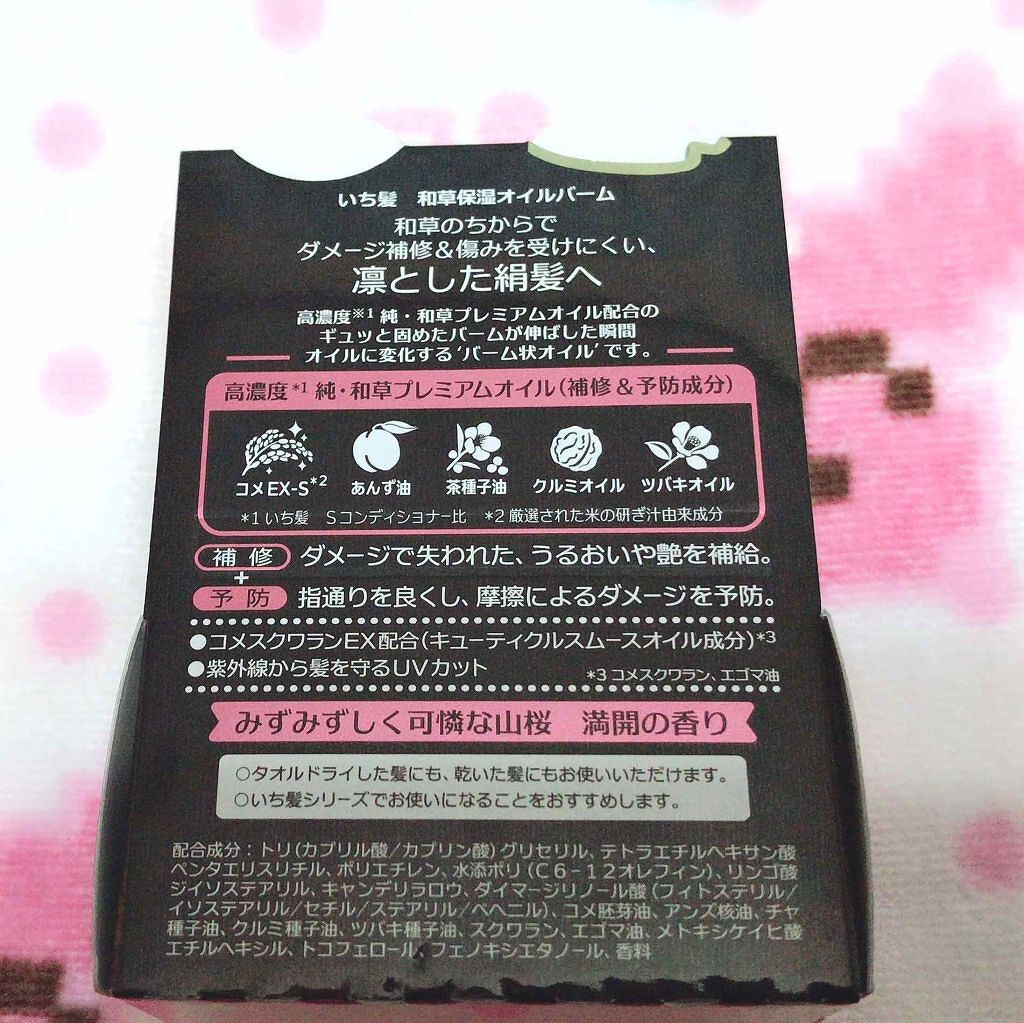 いち髪 和草保湿オイルバーム
和草のちからで
ダメージ補修&傷みを受けにくい、
凛とした絹髪へ
高濃度※1 純・和草プレミアムオイル配合の
ギュッと固めたバームが伸ばした瞬間
オイルに変化する‘バーム状オイル’です。
高濃度*1 純・和草プレミアムオイル(補修&予防成分)
コメEX-S*2 あんず油 茶種子油 クルミオイル ツバキオイル
*1 いち髪 Sコンディショナー比 *2 厳選された米の研ぎ汁由来成分
補修 ダメージで失われた、うるおいや艶を補給。
+
予防 指通りを良くし、摩擦によるダメージを予防。
●コメスクワランEX配合(キューティクルスムースオイル成分)*3
●紫外線から髪を守るUVカット
*3 コメスクワラン、エゴマ油
みずみずしく可憐な山桜 満開の香り
○タオルドライした髪にも、乾いた髪にもお使いいただけます。
○いち髪シリーズでお使いになることをおすすめします。
配合成分:トリ(カプリル酸/カプリン酸)グリセリル、テトラエチルヘキサン酸
ペンタエリスリチル、ポリエチレン、水添ポリ(C6-12オレフィン)、リンゴ酸
ジイソステアリル、キャンデリラロウ、ダイマージリノール酸(フィトステリル/
イソステアリル/セチル/ステアリル/ベヘニル)、コメ胚芽油、アンズ核油、チャ
種子油、クルミ種子油、ツバキ種子油、スクワラン、エゴマ油、メトキシケイヒ酸
エチルヘキシル、トコフェロール、フェノキシエタノール、香料